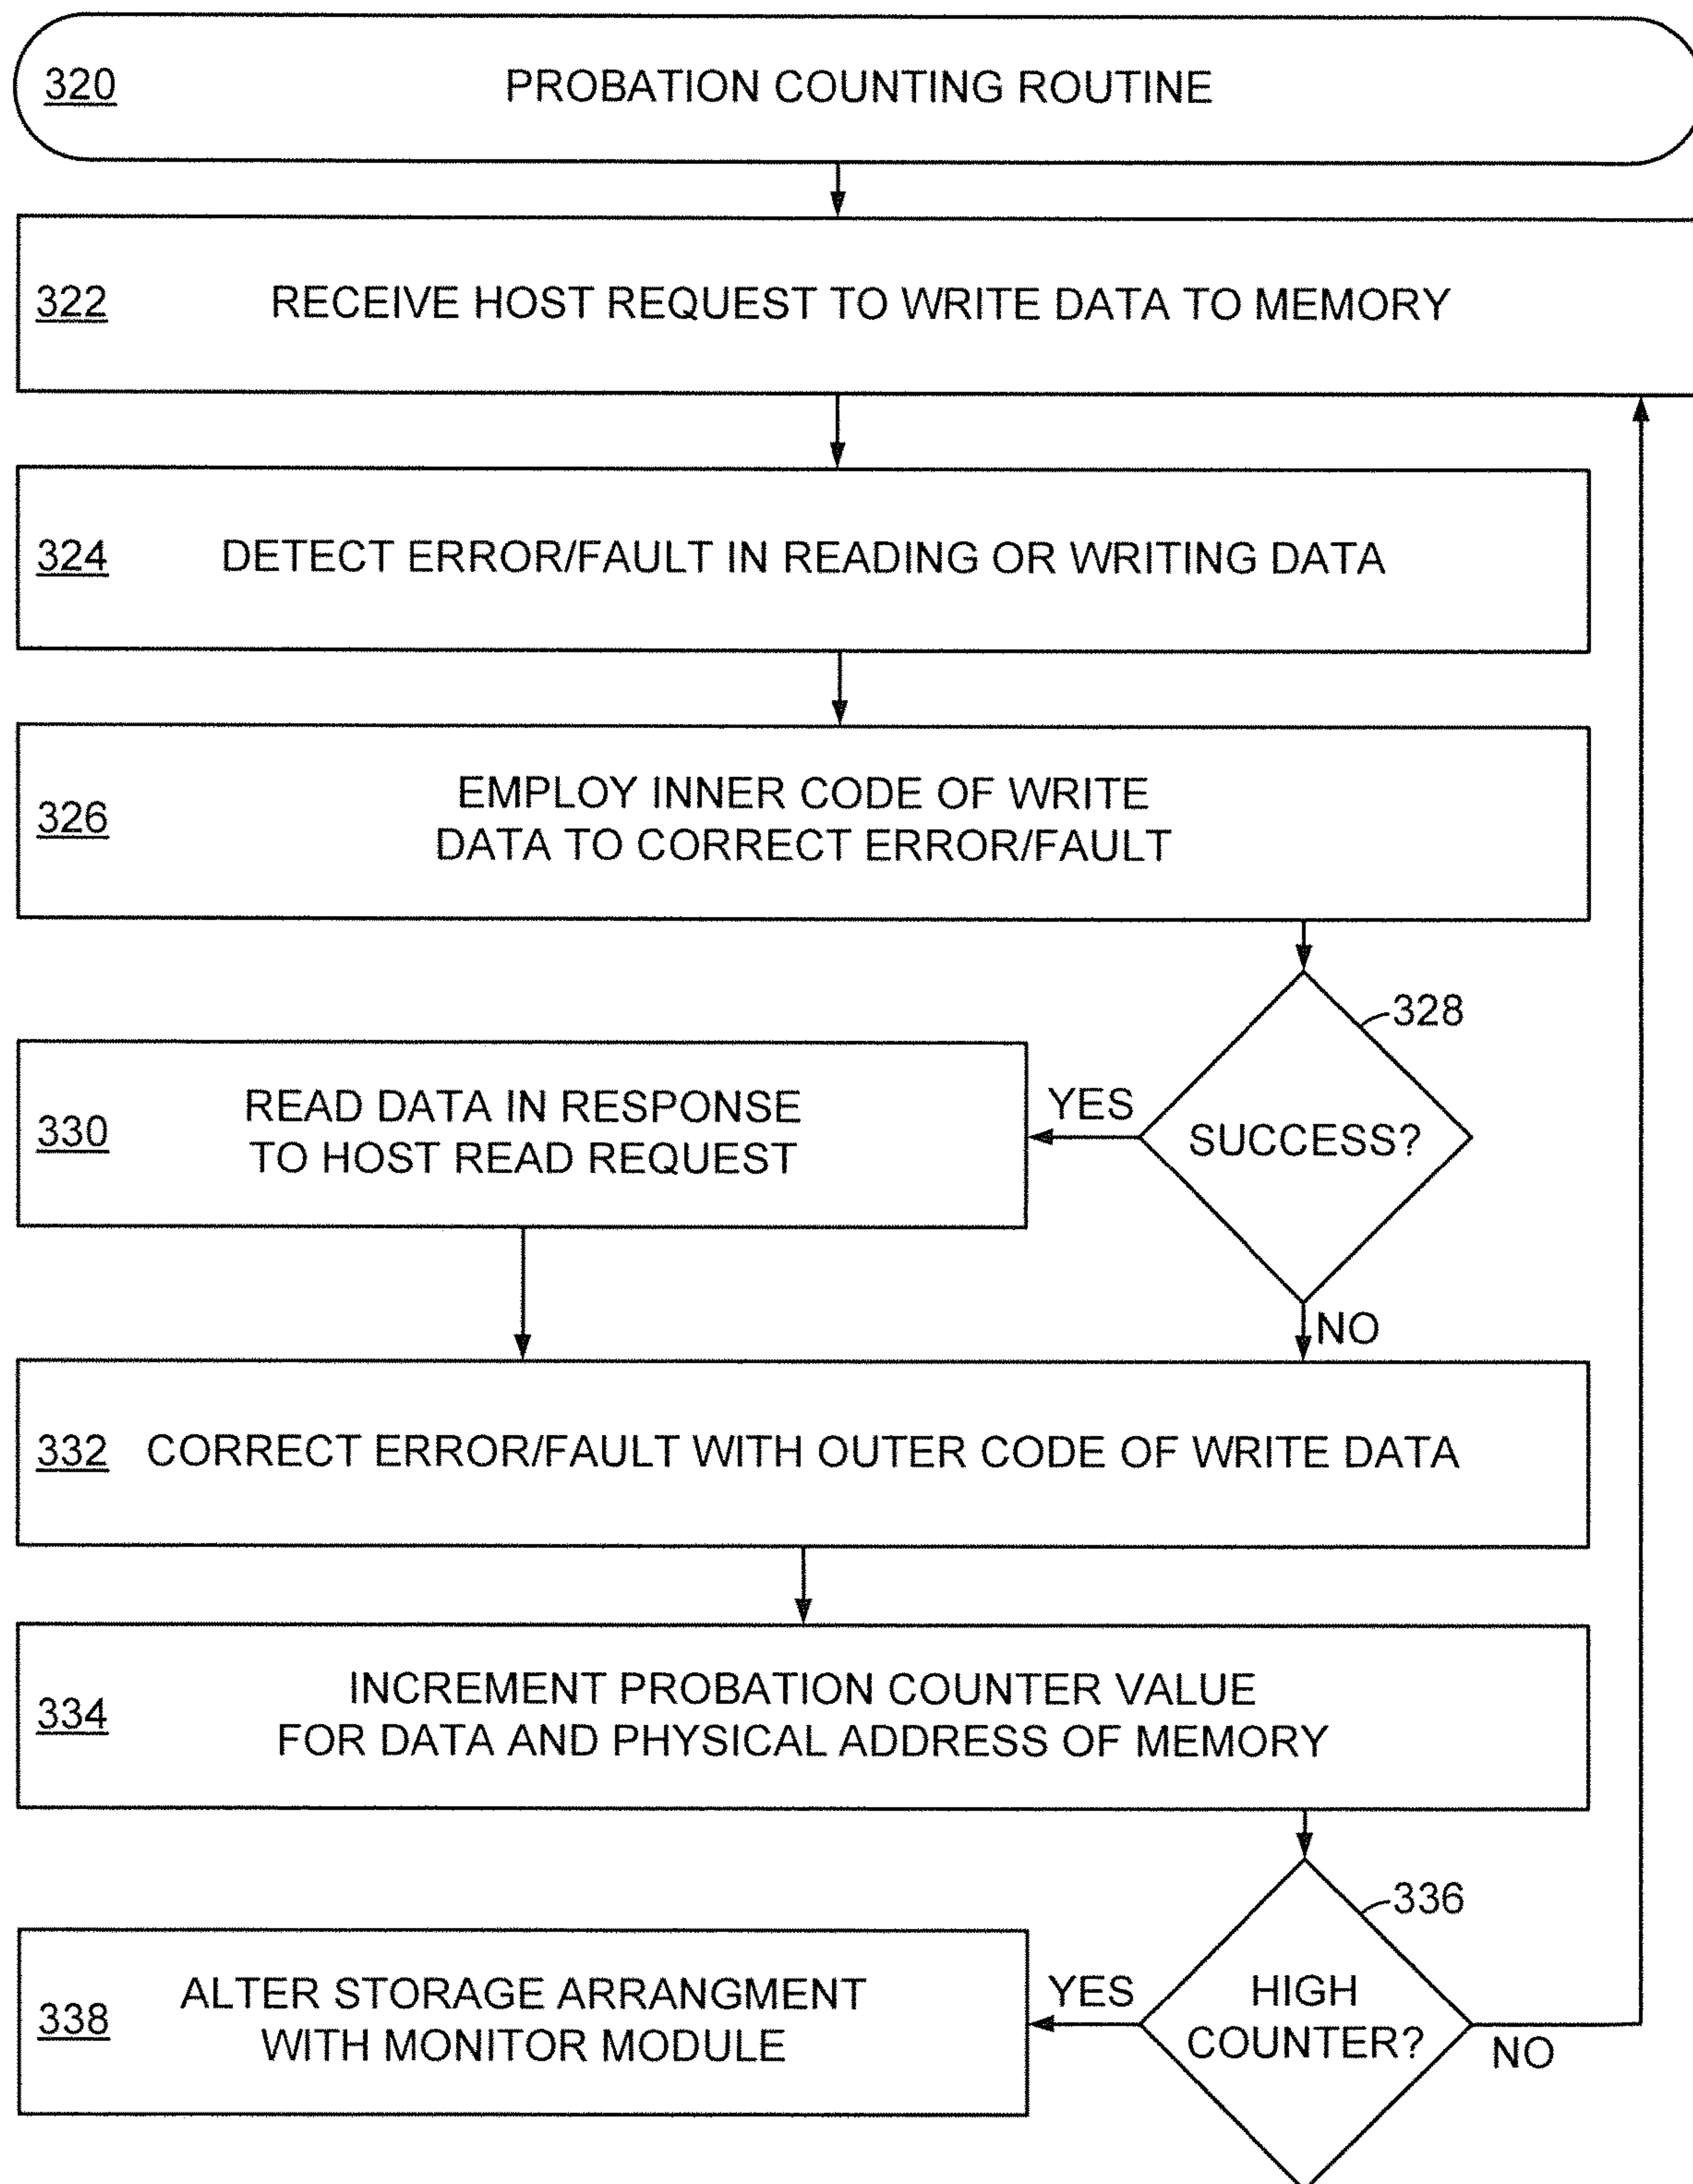 320 PROBATION COUNTING ROUTINE
322 RECEIVE HOST REQUEST TO WRITE DATA TO MEMORY
324 DETECT ERROR/FAULT IN READING OR WRITING DATA
326 EMPLOY INNER CODE OF WRITE
DATA TO CORRECT ERROR/FAULT
328
SUCCESS?
YES
NO
330 READ DATA IN RESPONSE
TO HOST READ REQUEST
332 CORRECT ERROR/FAULT WITH OUTER CODE OF WRITE DATA
334 INCREMENT PROBATION COUNTER VALUE
FOR DATA AND PHYSICAL ADDRESS OF MEMORY
336
HIGH
COUNTER?
YES
NO
338 ALTER STORAGE ARRANGMENT
WITH MONITOR MODULE